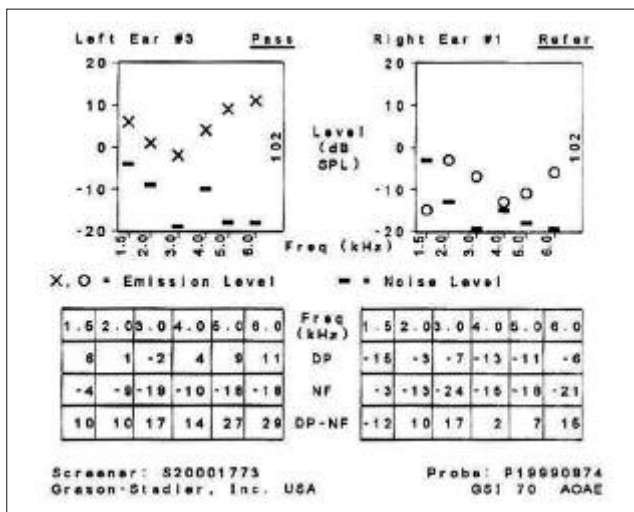 Left Ear #3 Pass Right Ear #1 Refer
20 20
10 10
0 Level 0
(dB
SPL)
-10 -10
-20 -20
102 102
1.5 2.0 3.0 4.0 5.0 6.0 Freq (kHz) 1.5 2.0 3.0 4.0 5.0 6.0
X, O = Emission Level - = Noise Level
1.5 2.0 3.0 4.0 5.0 6.0 Freq (kHz) 1.5 2.0 3.0 4.0 5.0 6.0
6 1 -2 4 9 11 DP -15 -3 -7 -13 -11 -6
-4 -9 -19 -10 -18 -18 NF -3 -13 -24 -15 -18 -21
10 10 17 14 27 29 DP-NF -12 10 17 2 7 15
Screener: S20001773 Probe: P19990874
Grason-Stadler, Inc. USA GSI 70 AOAE